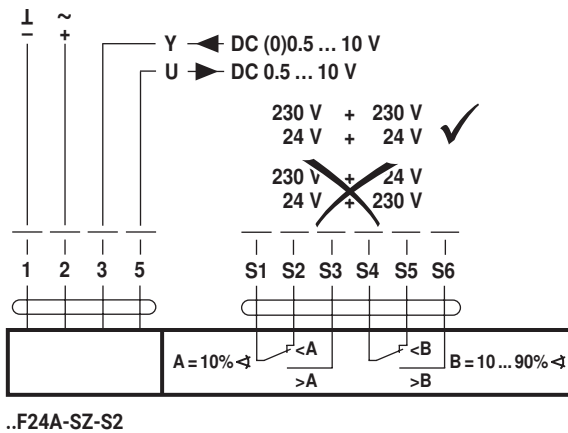 ⊥ ~
− +
Y DC (0)0.5 ... 10 V
U DC 0.5 ... 10 V
230 V + 230 V
24 V + 24 V
230 V + 24 V
24 V + 230 V
1 2 3 5 S1 S2 S3 S4 S5 S6
A = 10% <A <B B = 10 ... 90%
>A >B
..F24A-SZ-S2